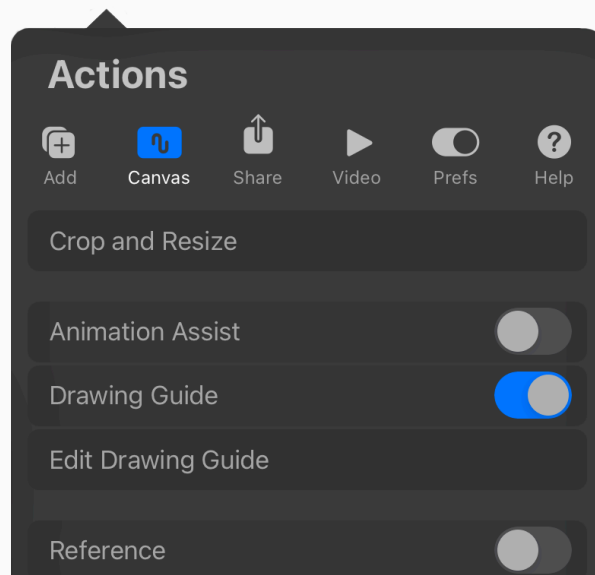 Actions
Add Canvas Share Video Prefs Help
Crop and Resize
Animation Assist
Drawing Guide
Edit Drawing Guide
Reference